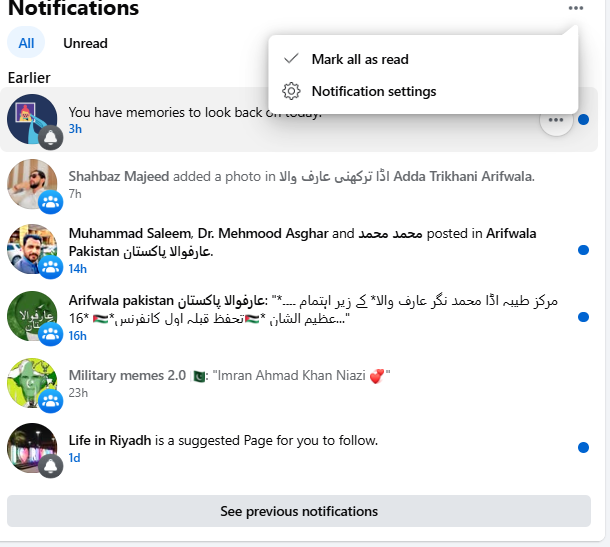 Notifications
All
Unread
Mark all as read
Notification settings
Earlier
You have memories to look back on today.
3h
Shahbaz Majeed added a photo in اڈا ترکھنی عارف والا Adda Trikhani Arifwala.
7h
Muhammad Saleem, Dr. Mehmood Asghar and محمد محمد posted in Arifwala
Pakistan عارفوالا پاکستان.
14h
Arifwala pakistan عارفوالا پاکستان: "*مرکز طیبہ اڈا محمد نگر عارف والا* کے زیر اہتمام ....
عظیم الشان *🇵🇸تحفظ قبلہ اول کانفرنس*🇵🇸 *16..."
16h
Military memes 2.0 🇵🇰: "Imran Ahmad Khan Niazi 💞"
23h
Life in Riyadh is a suggested Page for you to follow.
1d
See previous notifications